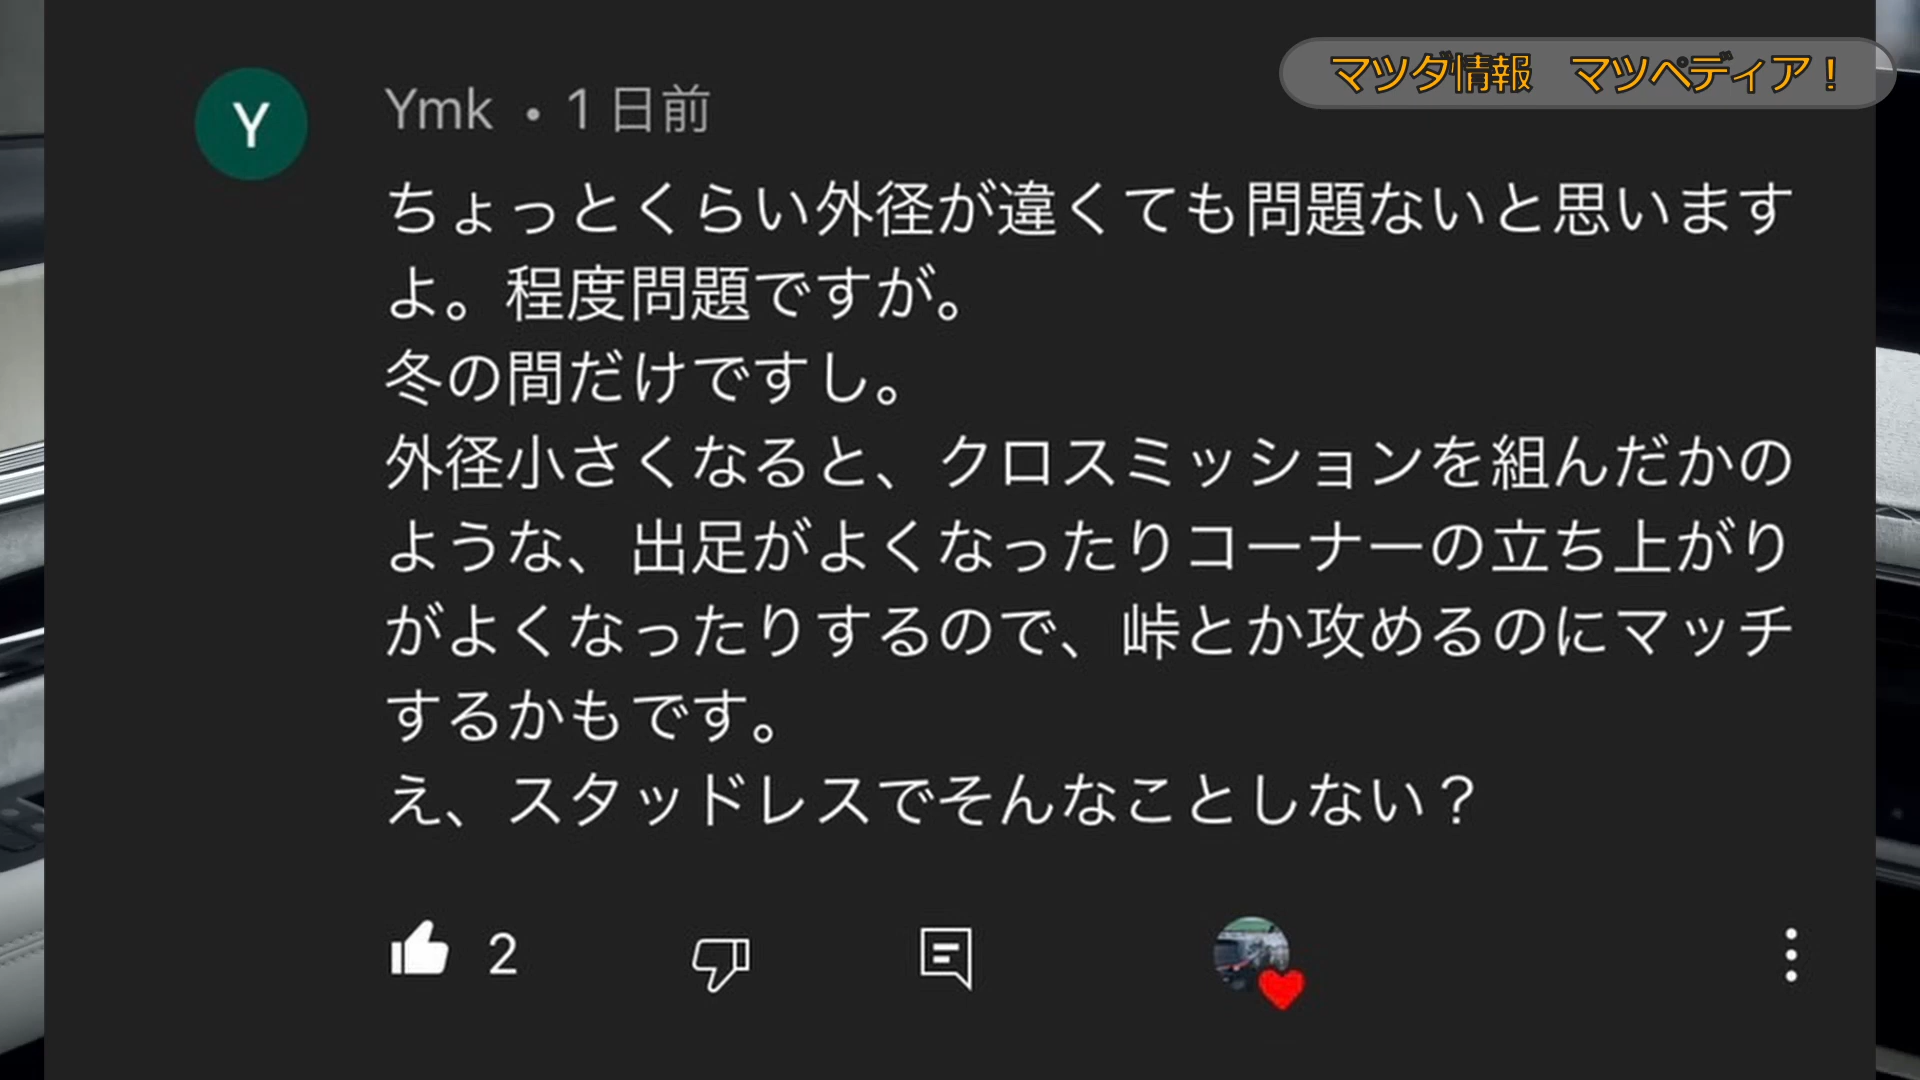 マツダ情報　マツペディア！
Y
Ymk • 1 日前
ちょっとくらい外径が違くても問題ないと思います
よ。程度問題ですが。
冬の間だけですし。
外径小さくなると、クロスミッションを組んだかの
ような、出足がよくなったりコーナーの立ち上がり
がよくなったりするので、峠とか攻めるのにマッチ
するかもです。
え、スタッドレスでそんなことしない？
2